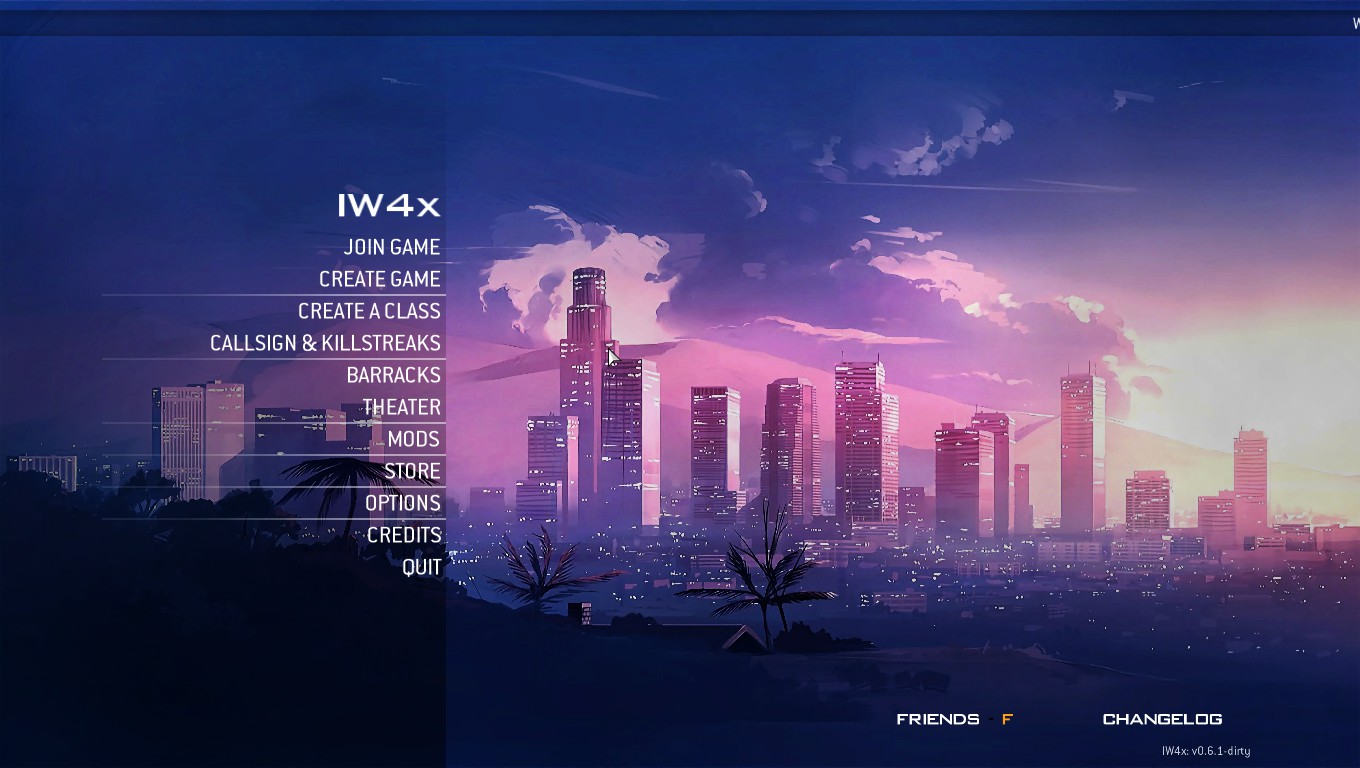 IW4x
JOIN GAME
CREATE GAME
CREATE A CLASS
CALLSIGN & KILLSTREAKS
BARRACKS
THEATER
MODS
STORE
OPTIONS
CREDITS
QUIT
FRIENDS - F
CHANGELOG
IW4x: v0.6.1-dirty